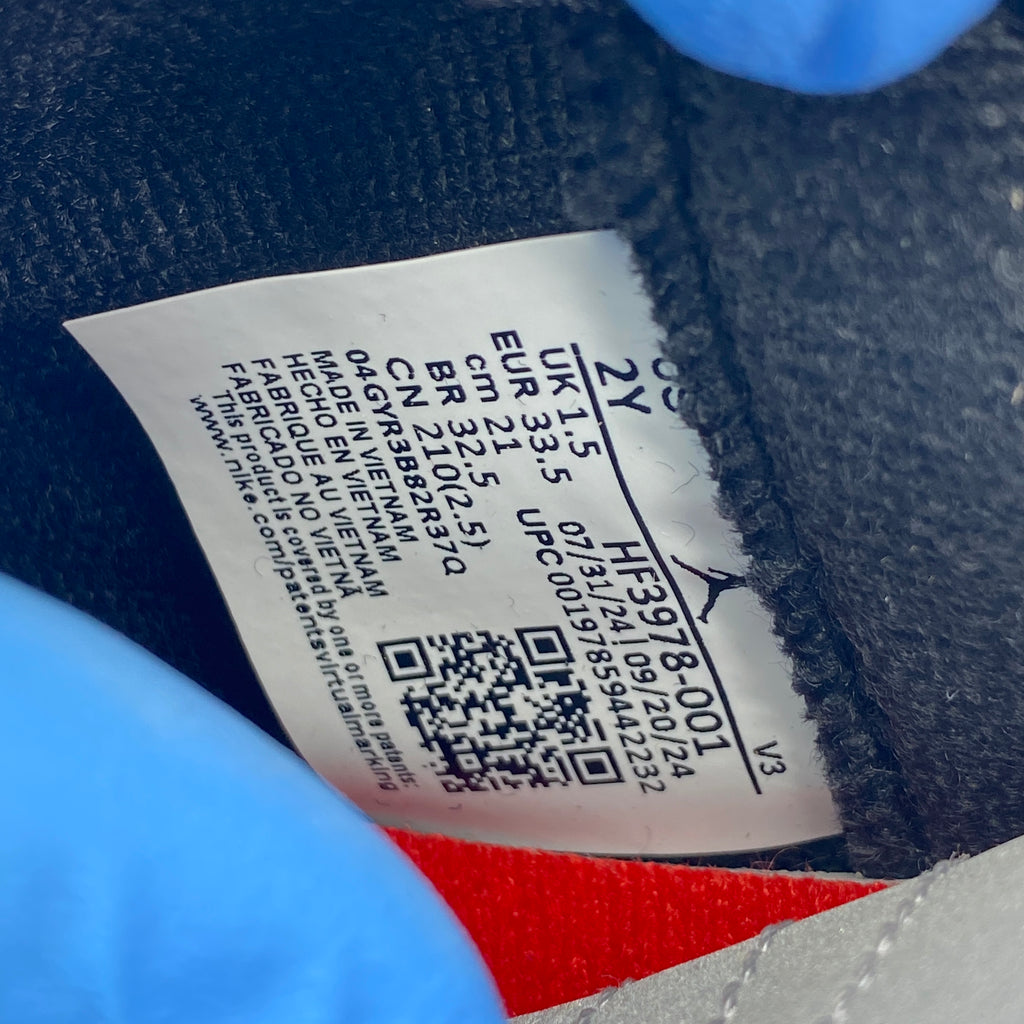 US
2Y
V3
HF3978-001
UK 1.5
07/31/24 | 09/20/24
EUR 33.5
UPC 00197859442232
cm 21
BR 32.5
CN 210(2.5)
04GYR3B82R37Q
MADE IN VIETNAM
HECHO EN VIETNAM
FABRIQUE AU VIETNAM
FABRICADO NO VIETNÃ
This product is covered by one or more patents:
www.nike.com/patentsvirtualmarking